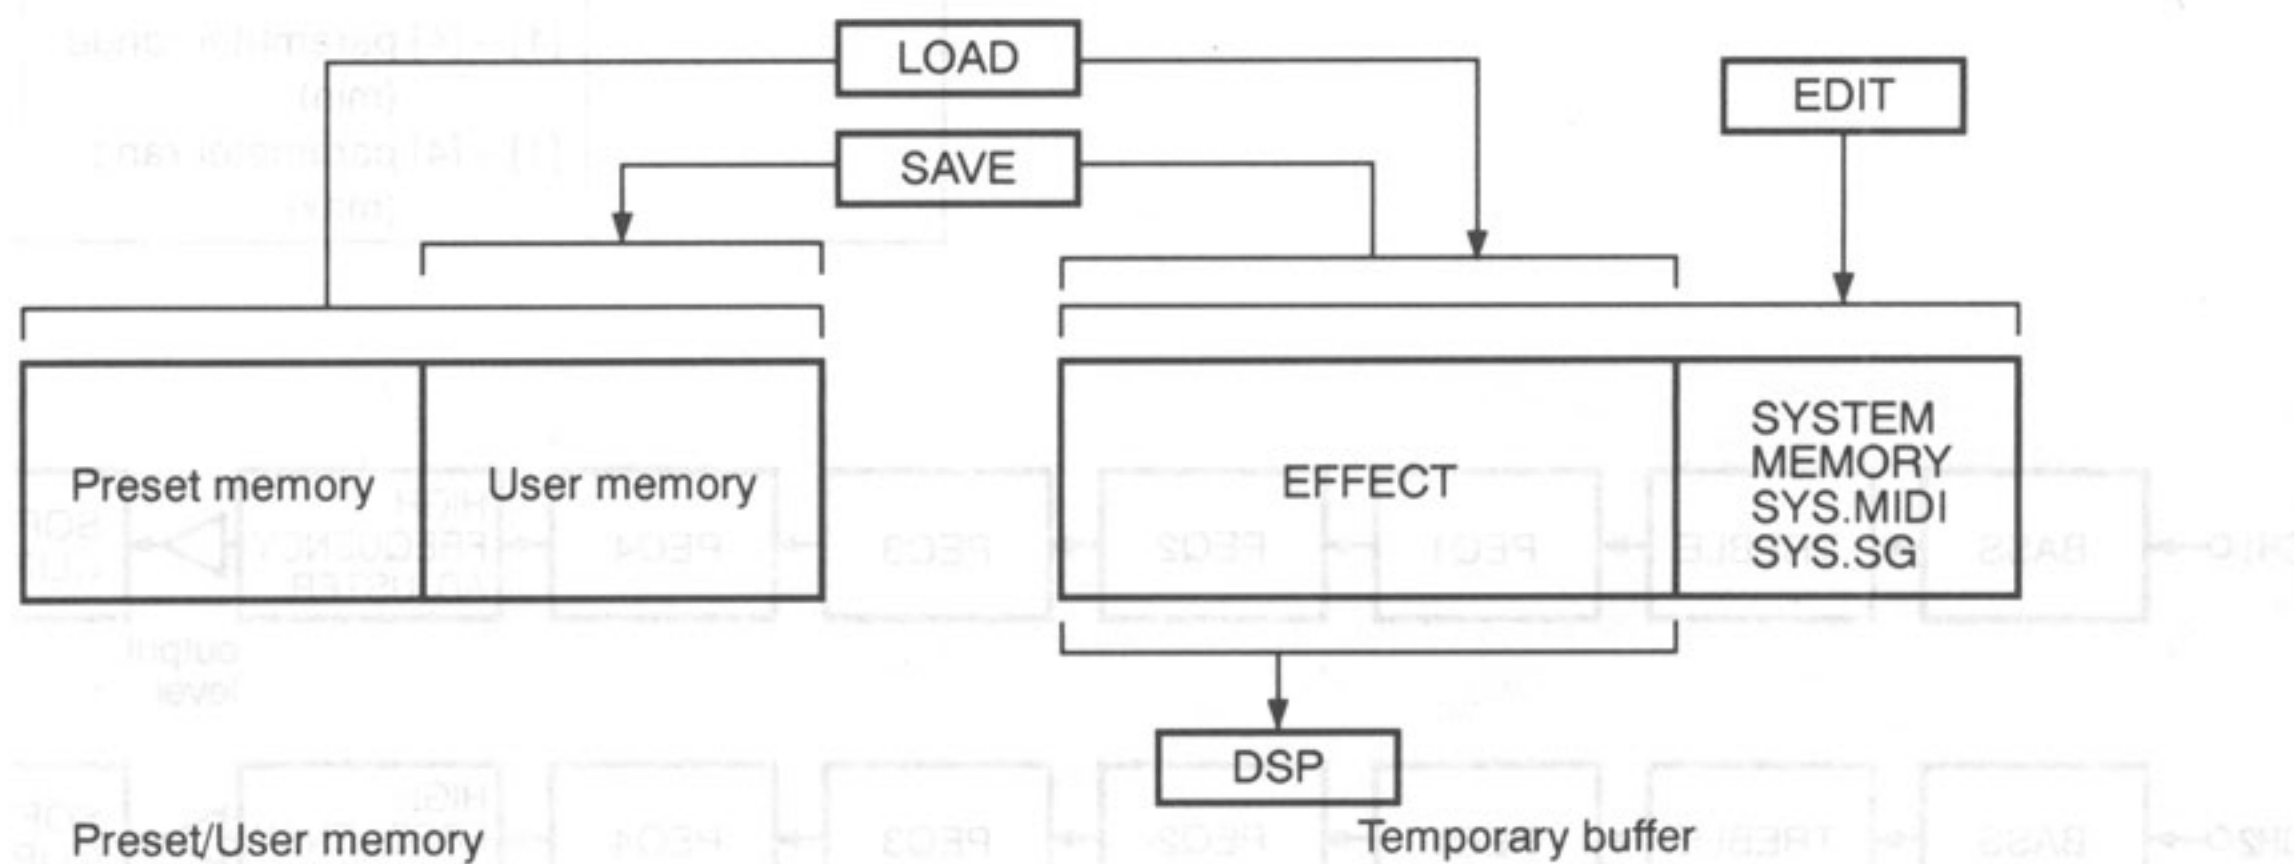 LOAD
EDIT
SAVE
Preset memory
User memory
EFFECT
SYSTEM
MEMORY
SYS.MIDI
SYS.SG
DSP
Preset/User memory
Temporary buffer